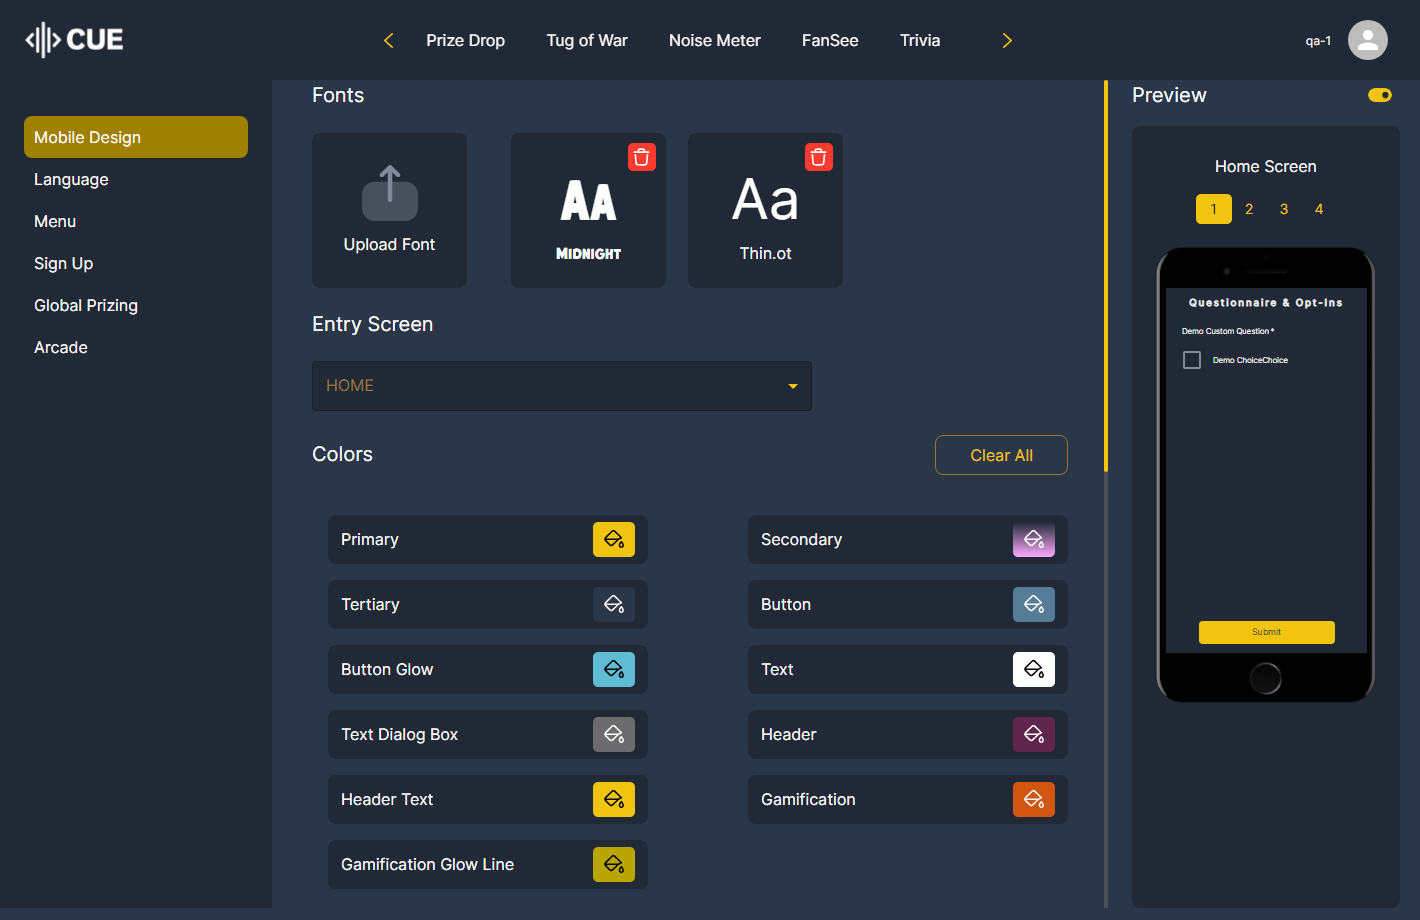 CUE
Prize Drop
Tug of War
Noise Meter
FanSee
Trivia
qa-1
Mobile Design
Language
Menu
Sign Up
Global Prizing
Arcade
Fonts
Upload Font
AA
MIDNIGHT
Aa
Thin.ot
Entry Screen
HOME
Colors
Clear All
Primary
Secondary
Tertiary
Button
Button Glow
Text
Text Dialog Box
Header
Header Text
Gamification
Gamification Glow Line
Preview
Home Screen
1 2 3 4
Questionnaire & Opt-Ins
Demo Custom Question*
Demo ChoiceChoice
Submit